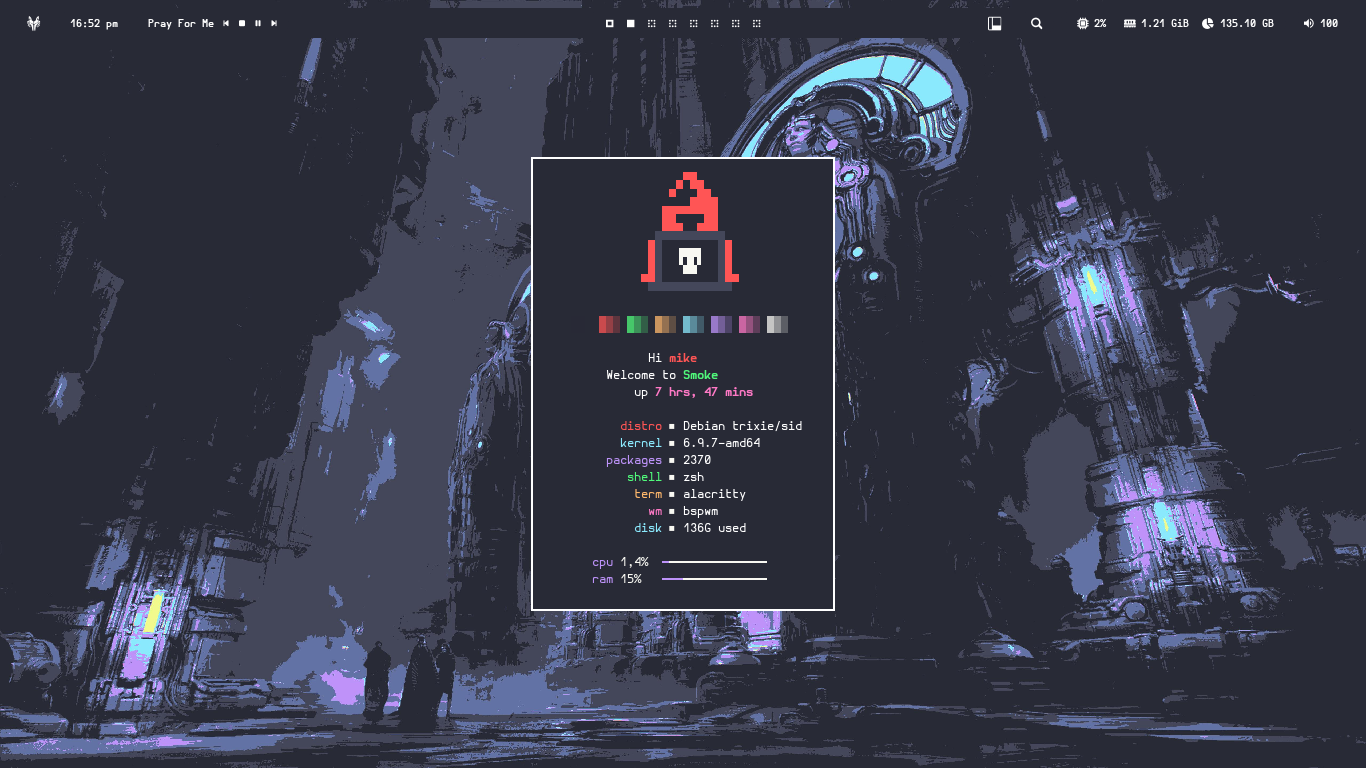 16:52 pm Pray For Me 2% 1.21 GiB 135.10 GB 100
Hi mike
Welcome to Smoke
up 7 hrs, 47 mins
distro ■ Debian trixie/sid
kernel ■ 6.9.7-amd64
packages ■ 2370
shell ■ zsh
term ■ alacritty
wm ■ bspwm
disk ■ 136G used
cpu 1,4%
ram 15%